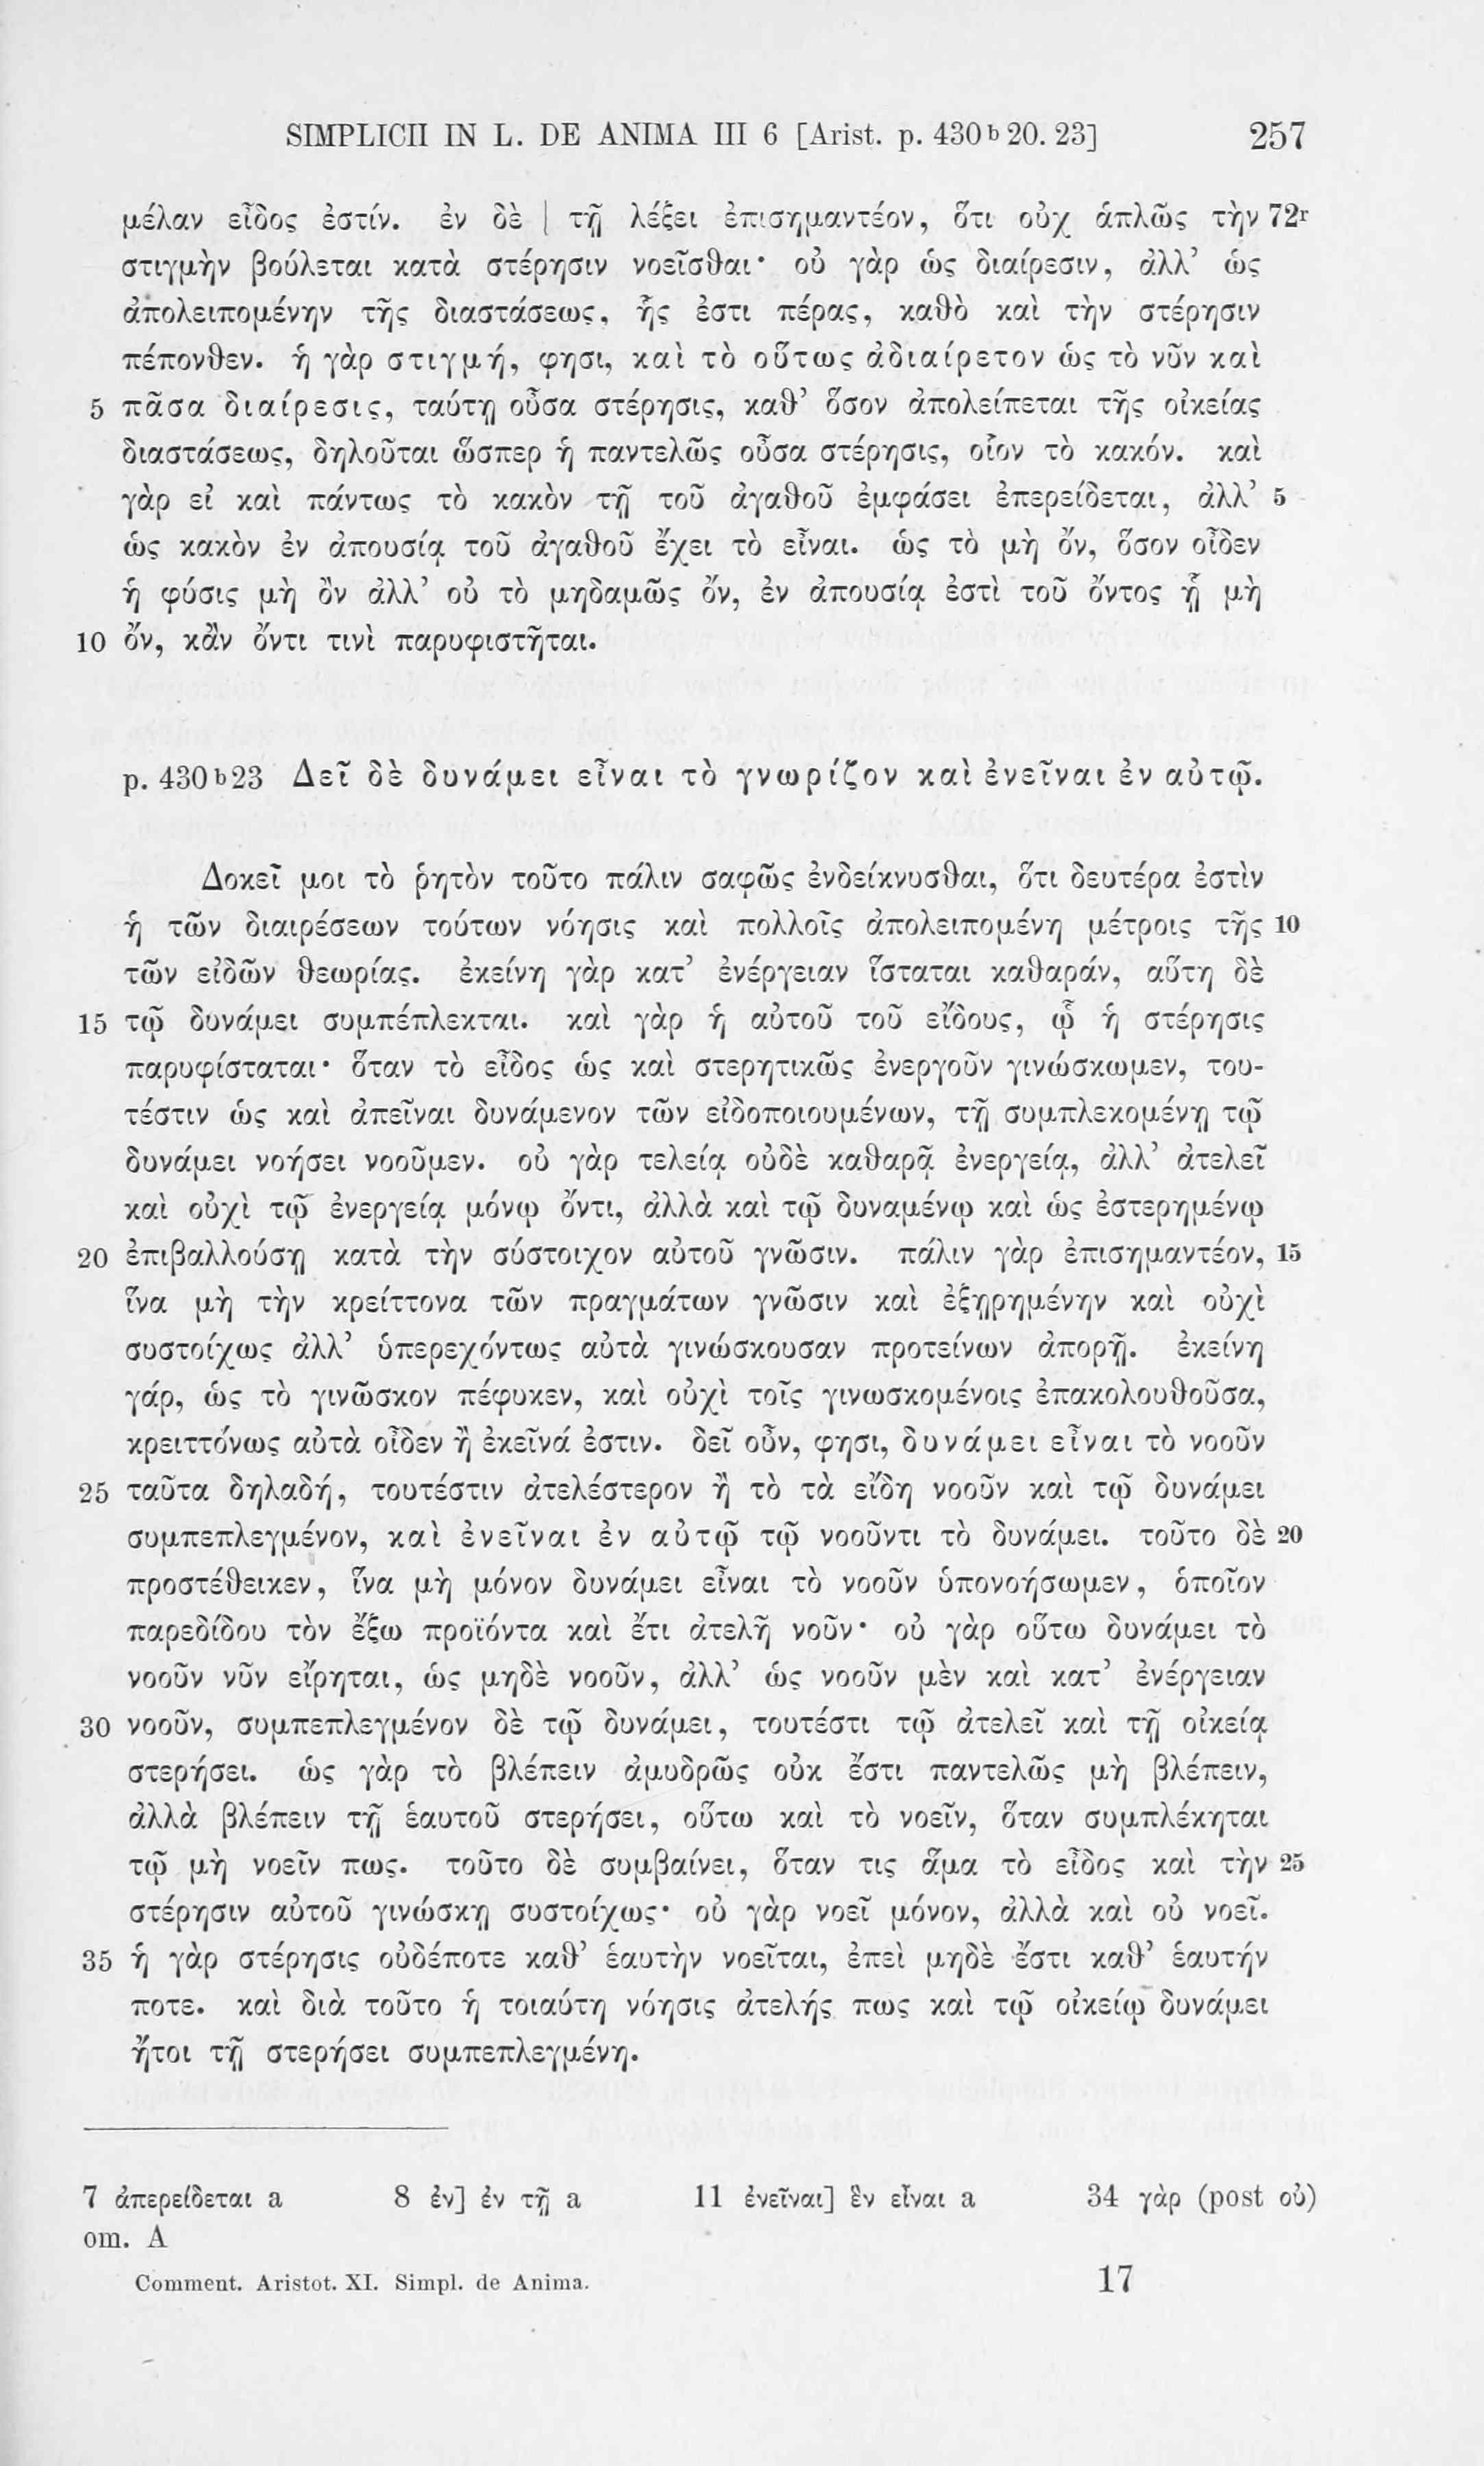 SIMPLICII IN L. DE ANIMA III 6 [Arist. p. 430ᵇ20. 23] 257
μέλαν εἶδος ἐστίν. ἐν δὲ | τῇ λέξει ἐπισημαντέον, ὅτι οὐχ ἁπλῶς τὴν 72ʳ
στιγμὴν βούλεται κατὰ στέρησιν νοεῖσθαι· οὐ γὰρ ὡς διαίρεσιν, ἀλλ’ ὡς
ἀπολειπομένην τῆς διαστάσεως, ἧς ἐστι πέρας, καθὸ καὶ τὴν στέρησιν
πέπονθεν. ἡ γὰρ στιγμή, φησι, καὶ τὸ οὕτως ἀδιαίρετον ὡς τὸ νῦν καὶ
5 πᾶσα διαίρεσις, ταύτῃ οὖσα στέρησις, καθ’ ὅσον ἀπολείπεται τῆς οἰκείας
διαστάσεως, δηλοῦται ὥσπερ ἡ παντελῶς οὖσα στέρησις, οἷον τὸ κακόν. καὶ
γὰρ εἰ καὶ πάντως τὸ κακὸν τῇ τοῦ ἀγαθοῦ ἐμφάσει ἐπερείδεται, ἀλλ’ 5
ὡς κακὸν ἐν ἀπουσίᾳ τοῦ ἀγαθοῦ ἔχει τὸ εἶναι. ὡς τὸ μὴ ὄν, ὅσον οἶδεν
ἡ φύσις μὴ ὂν ἀλλ’ οὐ τὸ μηδαμῶς ὄν, ἐν ἀπουσίᾳ ἐστὶ τοῦ ὄντος ᾗ μὴ
10 ὄν, κἂν ὄντι τινὶ παρυφιστῆται.
p. 430ᵇ23 Δεῖ δὲ δυνάμει εἶναι τὸ γνωρίζον καὶ ἐνεῖναι ἐν αὐτῷ.
Δοκεῖ μοι τὸ ῥητὸν τοῦτο πάλιν σαφῶς ἐνδείκνυσθαι, ὅτι δευτέρα ἐστὶν
ἡ τῶν διαιρέσεων τούτων νόησις καὶ πολλοῖς ἀπολειπομένη μέτροις τῆς 10
τῶν εἰδῶν θεωρίας. ἐκείνη γὰρ κατ’ ἐνέργειαν ἵσταται καθαράν, αὕτη δὲ
15 τῷ δυνάμει συμπέπλεκται. καὶ γὰρ ἡ αὐτοῦ τοῦ εἴδους, ᾧ ἡ στέρησις
παρυφίσταται· ὅταν τὸ εἶδος ὡς καὶ στερητικῶς ἐνεργοῦν γινώσκωμεν, του-
τέστιν ὡς καὶ ἀπεῖναι δυνάμενον τῶν εἰδοποιουμένων, τῇ συμπλεκομένῃ τῷ
δυνάμει νοήσει νοοῦμεν. οὐ γὰρ τελείᾳ οὐδὲ καθαρᾷ ἐνεργείᾳ, ἀλλ’ ἀτελεῖ
καὶ οὐχὶ τῷ ἐνεργείᾳ μόνῳ ὄντι, ἀλλὰ καὶ τῷ δυναμένῳ καὶ ὡς ἐστερημένῳ
20 ἐπιβαλλούσῃ κατὰ τὴν σύστοιχον αὐτοῦ γνῶσιν. πάλιν γὰρ ἐπισημαντέον, 15
ἵνα μὴ τὴν κρείττονα τῶν πραγμάτων γνῶσιν καὶ ἐξῃρημένην καὶ οὐχὶ
συστοίχως ἀλλ’ ὑπερεχόντως αὐτὰ γινώσκουσαν προτείνων ἀπορῇ. ἐκείνη
γάρ, ὡς τὸ γινῶσκον πέφυκεν, καὶ οὐχὶ τοῖς γινωσκομένοις ἐπακολουθοῦσα,
κρειττόνως αὐτὰ οἶδεν ἢ ἐκεῖνά ἐστιν. δεῖ οὖν, φησι, δυνάμει εἶναι τὸ νοοῦν
25 ταῦτα δηλαδή, τουτέστιν ἀτελέστερον ἢ τὸ τὰ εἴδη νοοῦν καὶ τῷ δυνάμει
συμπεπλεγμένον, καὶ ἐνεῖναι ἐν αὐτῷ τῷ νοοῦντι τὸ δυνάμει. τοῦτο δὲ 20
προστέθεικεν, ἵνα μὴ μόνον δυνάμει εἶναι τὸ νοοῦν ὑπονοήσωμεν, ὁποῖον
παρεδίδου τὸν ἔξω προϊόντα καὶ ἔτι ἀτελῆ νοῦν· οὐ γὰρ οὕτω δυνάμει τὸ
νοοῦν νῦν εἴρηται, ὡς μηδὲ νοοῦν, ἀλλ’ ὡς νοοῦν μὲν καὶ κατ’ ἐνέργειαν
30 νοοῦν, συμπεπλεγμένον δὲ τῷ δυνάμει, τουτέστι τῷ ἀτελεῖ καὶ τῇ οἰκείᾳ
στερήσει. ὡς γὰρ τὸ βλέπειν ἀμυδρῶς οὐκ ἔστι παντελῶς μὴ βλέπειν,
ἀλλὰ βλέπειν τῇ ἑαυτοῦ στερήσει, οὕτω καὶ τὸ νοεῖν, ὅταν συμπλέκηται
τῷ μὴ νοεῖν πως. τοῦτο δὲ συμβαίνει, ὅταν τις ἅμα τὸ εἶδος καὶ τὴν 25
στέρησιν αὐτοῦ γινώσκῃ συστοίχως· οὐ γὰρ νοεῖ μόνον, ἀλλὰ καὶ οὐ νοεῖ.
35 ἡ γὰρ στέρησις οὐδέποτε καθ’ ἑαυτὴν νοεῖται, ἐπεὶ μηδὲ ἔστι καθ’ ἑαυτήν
ποτε. καὶ διὰ τοῦτο ἡ τοιαύτη νόησις ἀτελής πως καὶ τῷ οἰκείῳ δυνάμει
ἤτοι τῇ στερήσει συμπεπλεγμένη.
7 ἀπερείδεται a 8 ἐν] ἐν τῇ a 11 ἐνεῖναι] ἓν εἶναι a 34 γὰρ (post οὐ)
om. A
Comment. Aristot. XI. Simpl. de Anima. 17